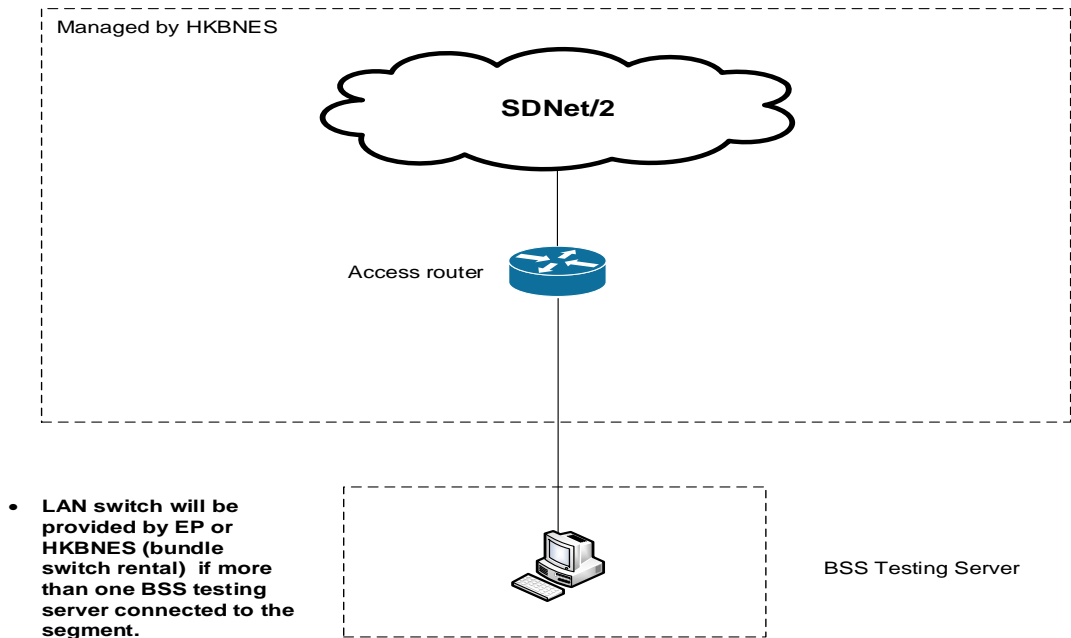 Managed by HKBNES
SDNet/2
Access router
• LAN switch will be
provided by EP or
HKBNES (bundle
switch rental)  if more
than one BSS testing
server connected to the
segment.
BSS Testing Server